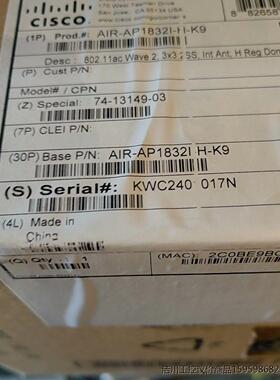 CISCO
170 West Tasman Drive
San Jose, CA 95134 USA
(1P) Prod.#: AIR-AP1832I-H-K9
Desc : 802.11ac Wave 2, 3x3:2SS, Int Ant, H Reg Dom
(P) Cust P/N:
Model# / CPN
(Z) Special: 74-13149-03
(7P) CLEI P/N:
(30P) Base P/N: AIR-AP1832I H-K9
(S) Serial#: KWC240 017N
(4L) Made in
China
(Q) Qty : 1
(MAC): 2C0BE9BC